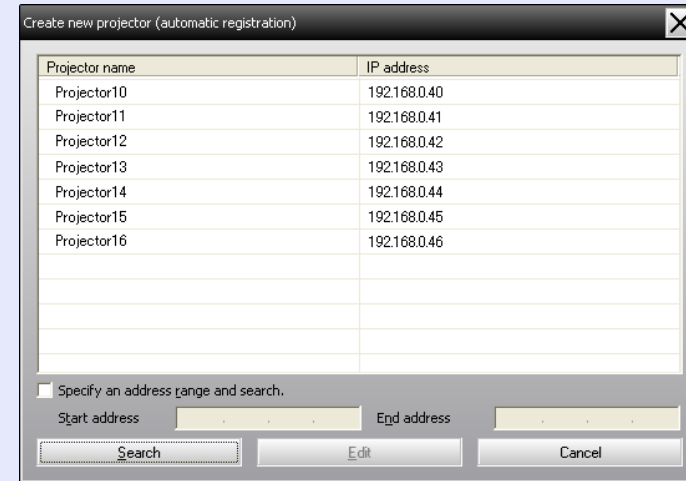 Create new projector (automatic registration)
Projector name IP address
Projector10 192.168.0.40
Projector11 192.168.0.41
Projector12 192.168.0.42
Projector13 192.168.0.43
Projector14 192.168.0.44
Projector15 192.168.0.45
Projector16 192.168.0.46
Specify an address range and search.
Start address . . . End address . . .
Search Edit Cancel